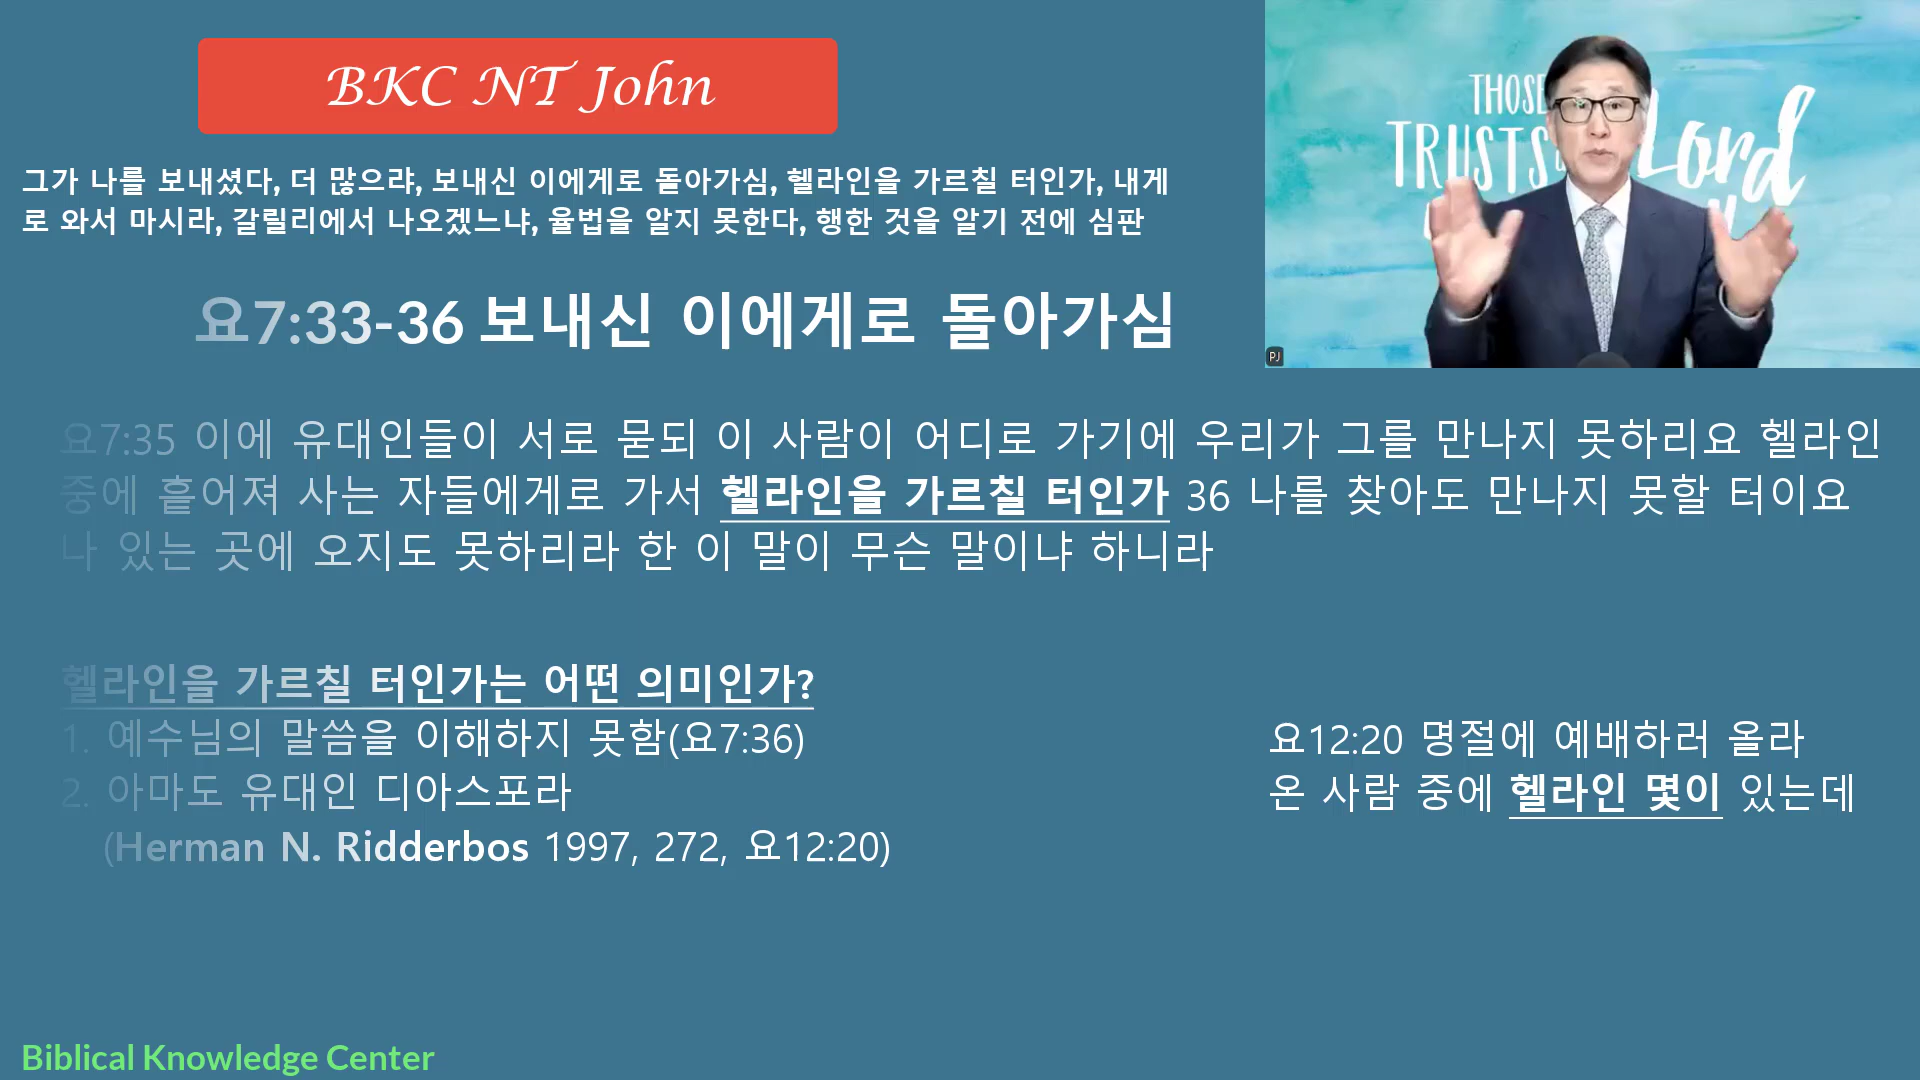 BKC NT John
그가 나를 보내셨다, 더 많으랴, 보내신 이에게로 돌아가심, 헬라인을 가르칠 터인가, 내게
로 와서 마시라, 갈릴리에서 나오겠느냐, 율법을 알지 못한다, 행한 것을 알기 전에 심판
THOSE
TRUSTS
Lord
PJ
요7:33-36 보내신 이에게로 돌아가심
요7:35 이에 유대인들이 서로 묻되 이 사람이 어디로 가기에 우리가 그를 만나지 못하리요 헬라인
중에 흩어져 사는 자들에게로 가서 헬라인을 가르칠 터인가 36 나를 찾아도 만나지 못할 터이요
나 있는 곳에 오지도 못하리라 한 이 말이 무슨 말이냐 하니라
헬라인을 가르칠 터인가는 어떤 의미인가?
1. 예수님의 말씀을 이해하지 못함(요7:36)
2. 아마도 유대인 디아스포라
(Herman N. Ridderbos 1997, 272, 요12:20)
요12:20 명절에 예배하러 올라
온 사람 중에 헬라인 몇이 있는데
Biblical Knowledge Center